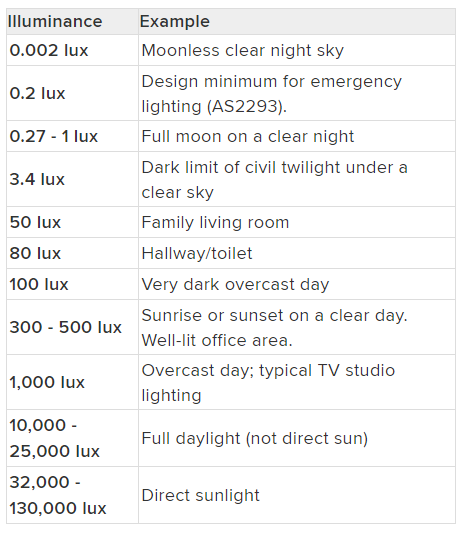 Illuminance Example
0.002 lux Moonless clear night sky
0.2 lux Design minimum for emergency
lighting (AS2293).
0.27 - 1 lux Full moon on a clear night
3.4 lux Dark limit of civil twilight under a
clear sky
50 lux Family living room
80 lux Hallway/toilet
100 lux Very dark overcast day
300 - 500 lux Sunrise or sunset on a clear day.
Well-lit office area.
1,000 lux Overcast day; typical TV studio
lighting
10,000 -
25,000 lux Full daylight (not direct sun)
32,000 -
130,000 lux Direct sunlight